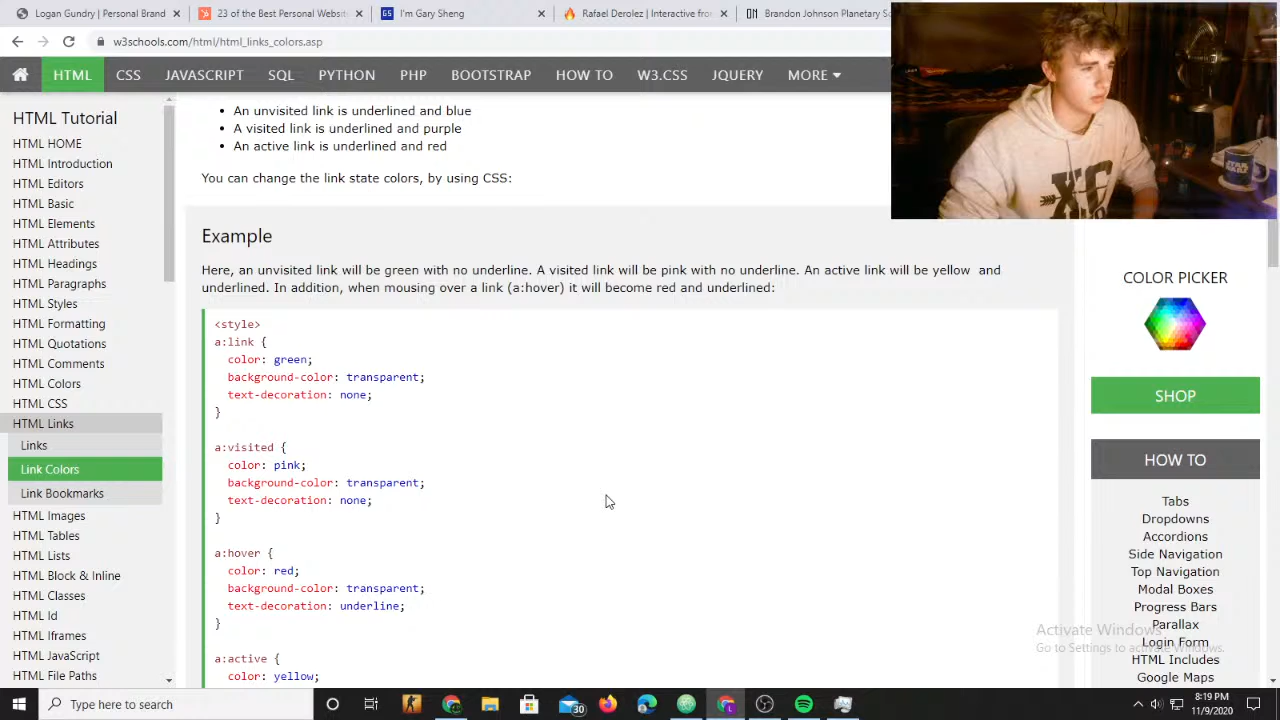 Logan Gundry | Personal Brand
23 of the Best Personal Website
I'm Gary Sheng
Rafael Derolez | Interactive from
Brandon Johnson Planetary Sc
w3schools.com/html/html_links_colors.asp
HTML CSS JAVASCRIPT SQL PYTHON PHP BOOTSTRAP HOW TO W3.CSS JQUERY MORE
HTML Tutorial
HTML HOME
HTML Introduction
HTML Editors
HTML Basic
HTML Elements
HTML Attributes
HTML Headings
HTML Paragraphs
HTML Styles
HTML Formatting
HTML Quotations
HTML Comments
HTML Colors
HTML CSS
HTML Links
Links
Link Colors
Link Bookmarks
HTML Images
HTML Tables
HTML Lists
HTML Block & Inline
HTML Classes
HTML Id
HTML Iframes
HTML JavaScript
HTML File Paths
An unvisited link is underlined and blue
A visited link is underlined and purple
An active link is underlined and red
You can change the link state colors, by using CSS:
Example
Here, an unvisited link will be green with no underline. A visited link will be pink with no underline. An active link will be yellow and
underlined. In addition, when mousing over a link (a:hover) it will become red and underlined:
<style>
a:link {
color: green;
background-color: transparent;
text-decoration: none;
}
a:visited {
color: pink;
background-color: transparent;
text-decoration: none;
}
a:hover {
color: red;
background-color: transparent;
text-decoration: underline;
}
a:active {
color: yellow;
STAR
WARS
COLOR PICKER
SHOP
HOW TO
Tabs
Dropdowns
Accordions
Side Navigation
Top Navigation
Modal Boxes
Progress Bars
Parallax
Login Form
HTML Includes
Google Maps
Activate Windows
Go to Settings to activate Windows.
Type here to search
30
8:19 PM
11/9/2020